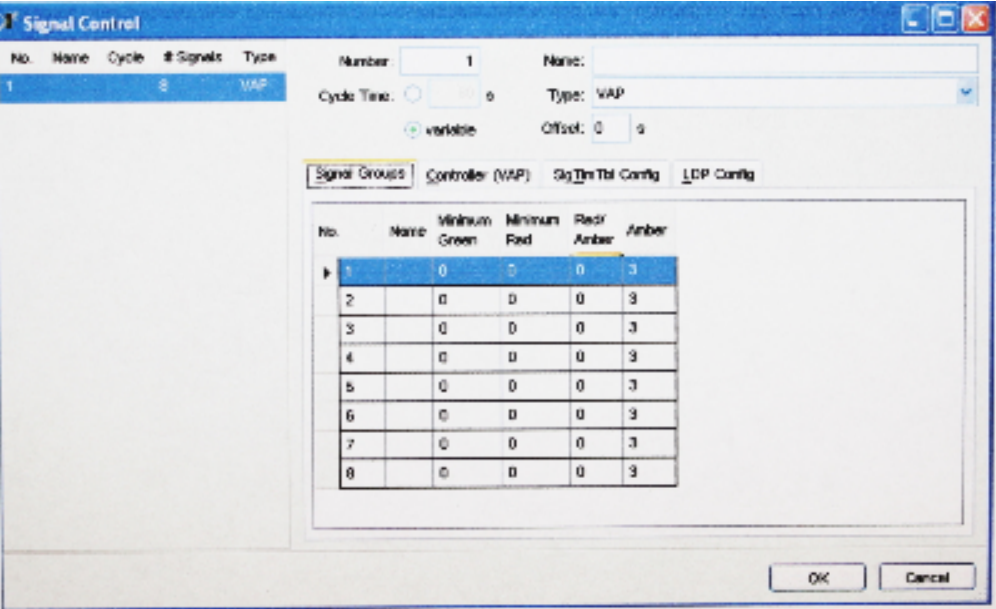 Signal Control
No. Name Cycle # Signals Type
1 8 VAP
Number: 1 Name:
Cycle Time: s Type: VAP
variable Offset: 0 s
Signal Groups Controller (VAP) SigTimTbl Config LDP Config
No. Name Minimum Green Minimum Red Red/ Amber Amber
1 0 0 0 3
2 0 0 0 3
3 0 0 0 3
4 0 0 0 3
5 0 0 0 3
6 0 0 0 3
7 0 0 0 3
8 0 0 0 3
OK Cancel